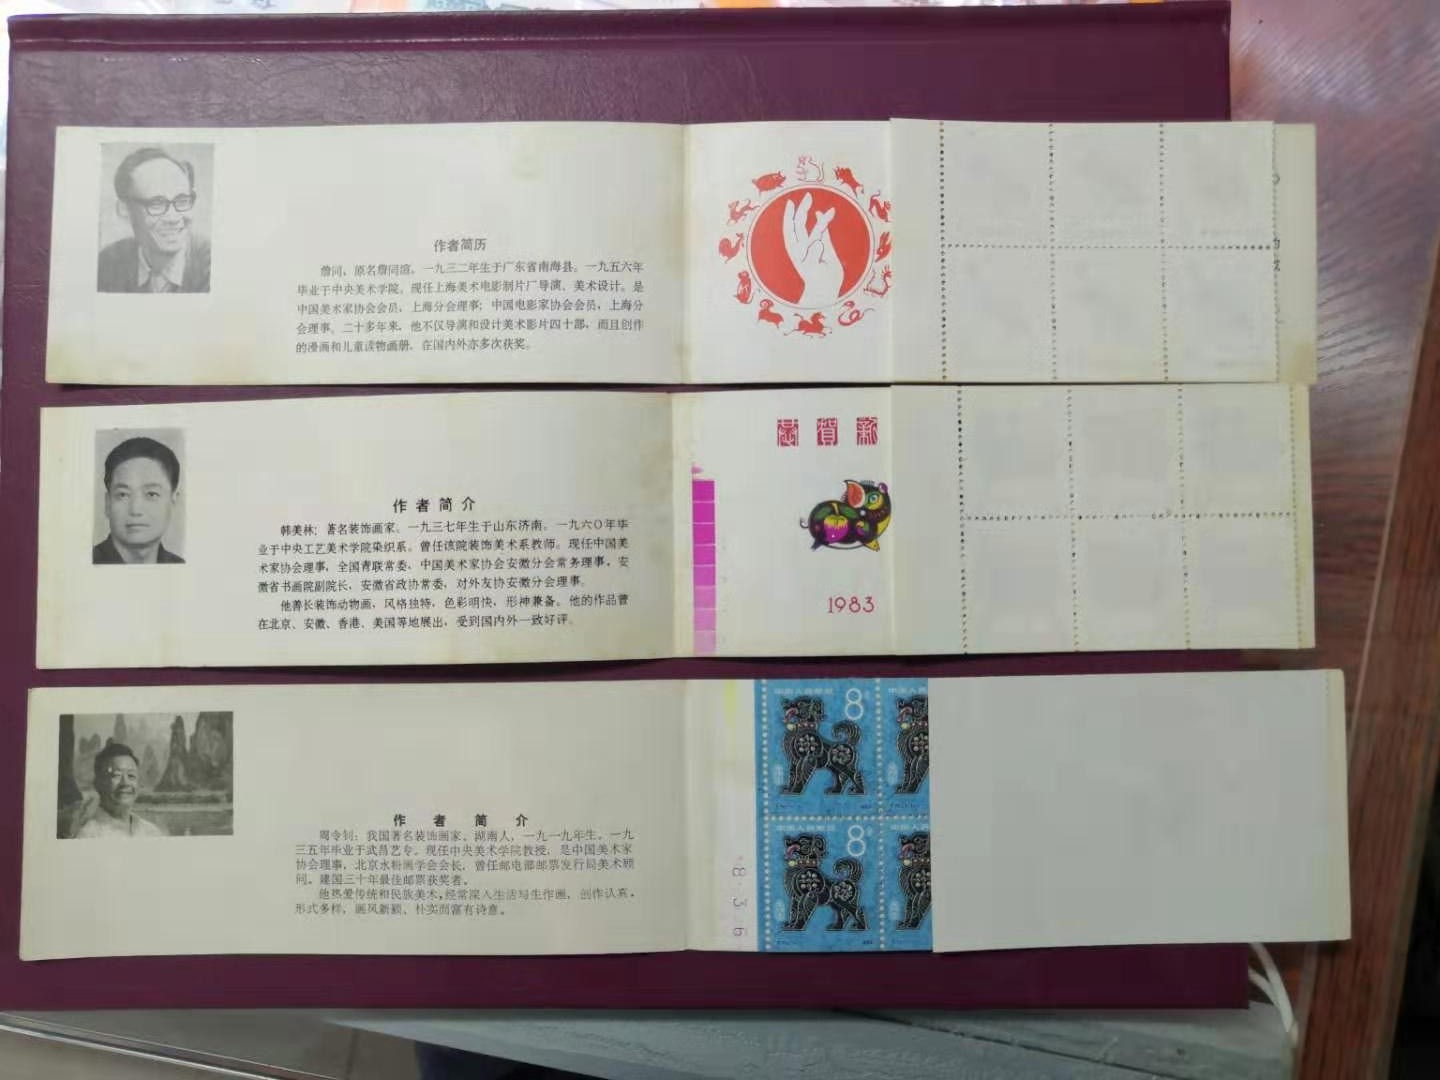 作者简历
詹同，原名詹同渲，一九三二年生于广东省南海县。一九五六年
毕业于中央美术学院。现任上海美术电影制片厂导演、美术设计。是
中国美术家协会会员，上海分会理事；中国电影家协会会员，上海分
会理事。二十多年来，他不仅导演和设计美术影片四十部，而且创作
的漫画和儿童读物画册，在国内外亦多次获奖。
作者简介
韩美林；著名装饰画家。一九三七年生于山东济南。一九六〇年毕
业于中央工艺美术学院染织系。曾任该院装饰美术系教师。现任中国美
术家协会理事，全国青联常委，中国美术家协会安徽分会常务理事，安
徽省书画院副院长，安徽省政协常委，对外友协安徽分会理事。
他善长装饰动物画，风格独特，色彩明快，形神兼备。他的作品曾
在北京、安徽、香港、美国等地展出，受到国内外一致好评。
恭賀新
1983
作者简介
周令钊：我国著名装饰画家。湖南人，一九一九年生。一九
三五年毕业于武昌艺专。现任中央美术学院教授，是中国美术家
协会理事，北京水粉画学会会长，曾任邮电部邮票发行局美术顾
问。建国三十年最佳邮票获奖者。
他热爱传统和民族美术，经常深入生活写生作画，创作认真，
形式多样，画风新颖、朴实而富有诗意。
中国人民邮政
8
中国人民邮政
8
8·3·6